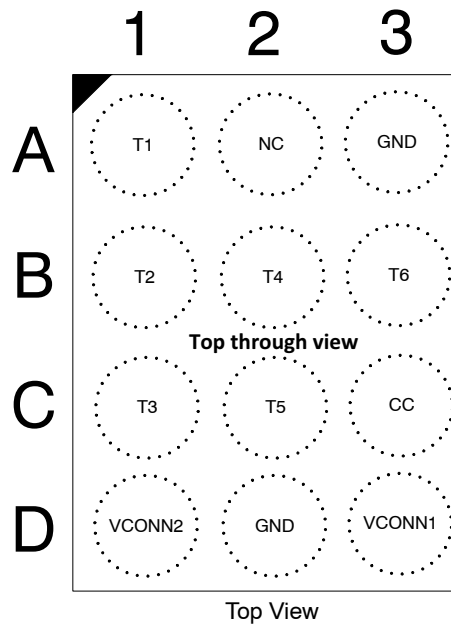 1 2 3
A T1 NC GND
B T2 T4 T6
Top through view
C T3 T5 CC
D VCONN2 GND VCONN1
Top View